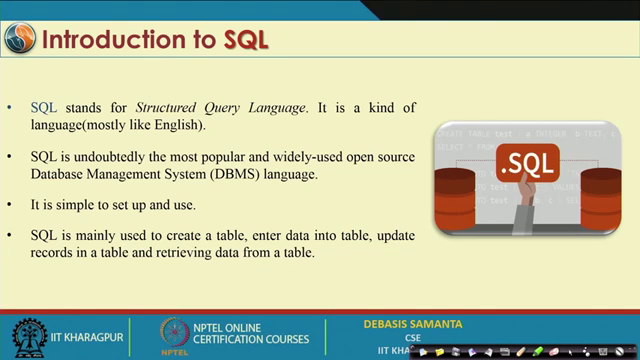 Introduction to SQL
• SQL stands for Structured Query Language. It is a kind of
language(mostly like English).
• SQL is undoubtedly the most popular and widely-used open source
Database Management System (DBMS) language.
• It is simple to set up and use.
• SQL is mainly used to create a table, enter data into table, update
records in a table and retrieving data from a table.
CREATE TABLE test
.SQL
IIT KHARAGPUR
NPTEL
NPTEL ONLINE
CERTIFICATION COURSES
DEBASIS SAMANTA
CSE
IIT